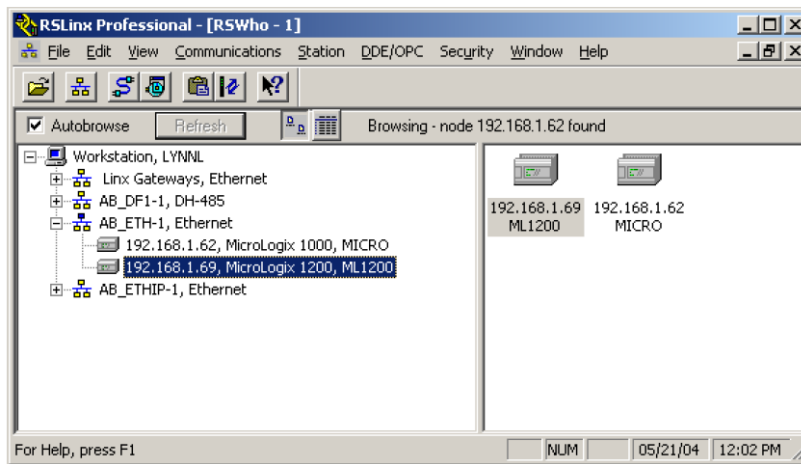 RSLinx Professional - [RSWho - 1]
File Edit View Communications Station DDE/OPC Security Window Help
Autobrowse Refresh Browsing - node 192.168.1.62 found
Workstation, LYNNL
Linx Gateways, Ethernet
AB_DF1-1, DH-485
AB_ETH-1, Ethernet
192.168.1.62, MicroLogix 1000, MICRO
192.168.1.69, MicroLogix 1200, ML1200
AB_ETHIP-1, Ethernet
192.168.1.69 192.168.1.62
ML1200 MICRO
For Help, press F1 NUM 05/21/04 12:02 PM